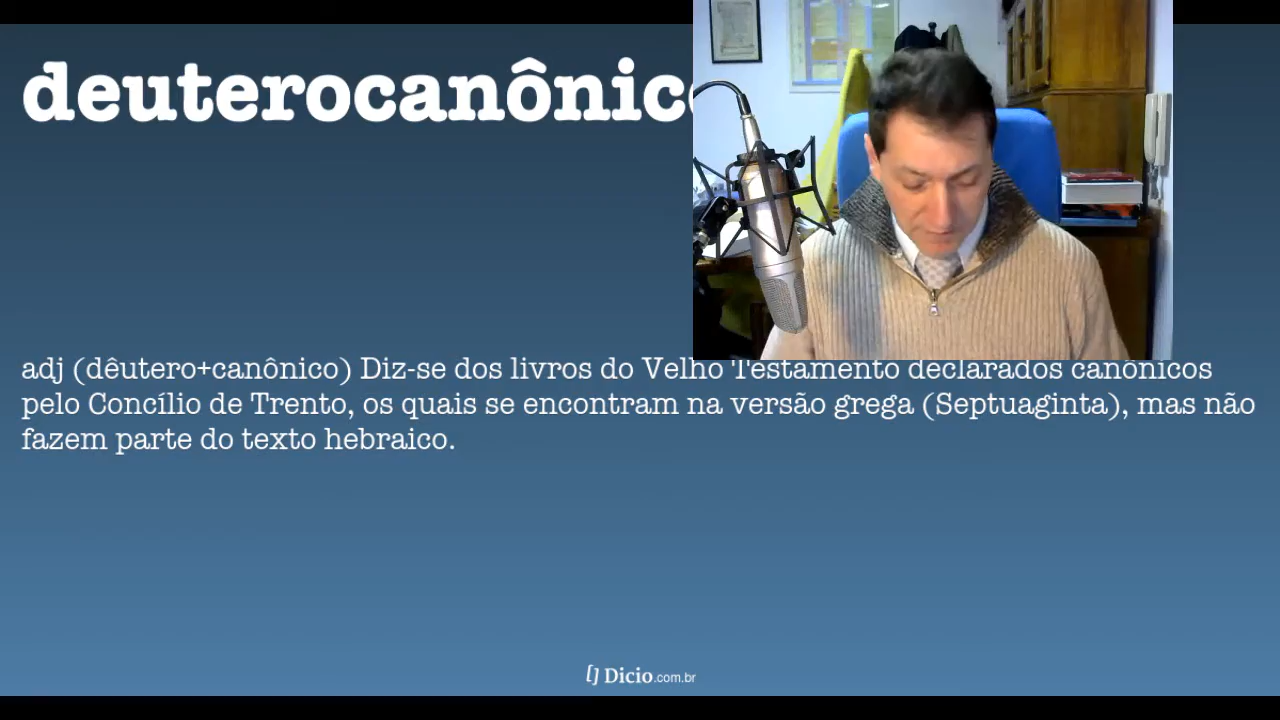 deuterocanônico
adj (dêutero+canônico) Diz-se dos livros do Velho Testamento declarados canônicos
pelo Concílio de Trento, os quais se encontram na versão grega (Septuaginta), mas não
fazem parte do texto hebraico.
[] Dicio.com.br